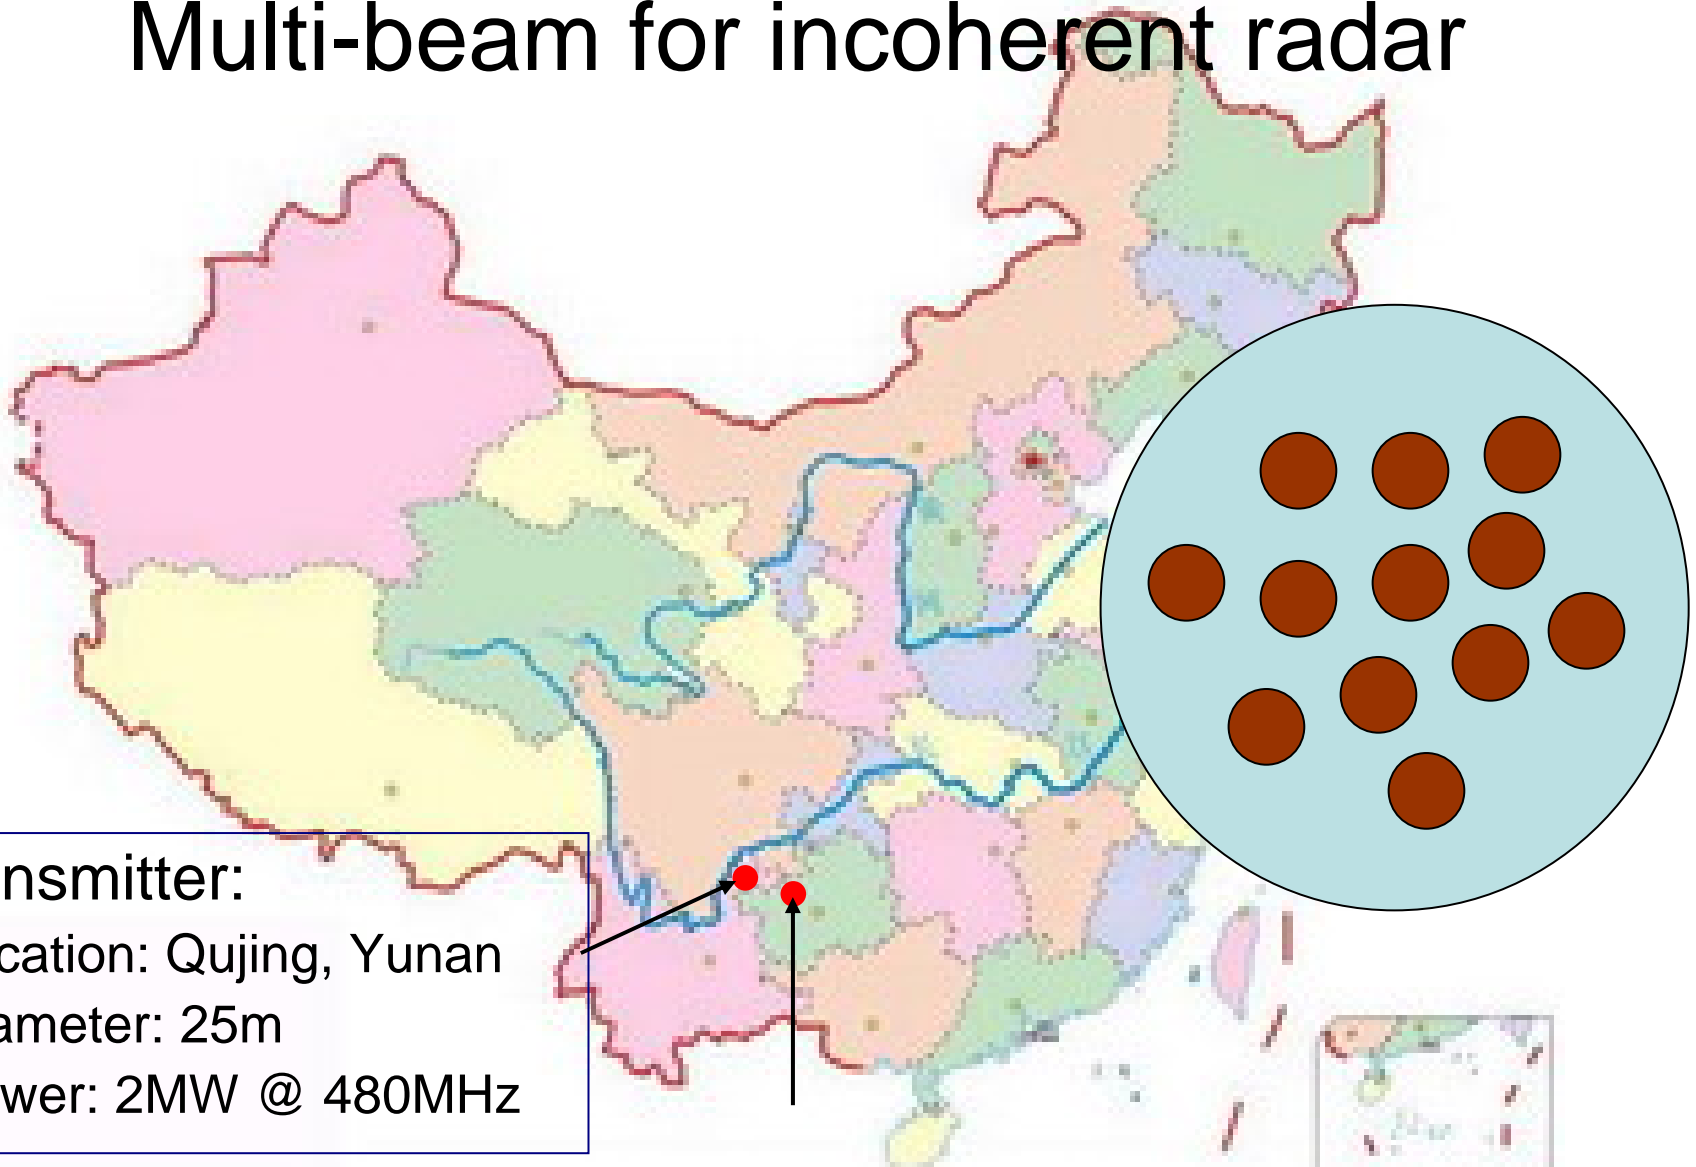 Multi-beam for incoherent radar
nsmitter:
cation: Qujing, Yunan
ameter: 25m
wer: 2MW @ 480MHz